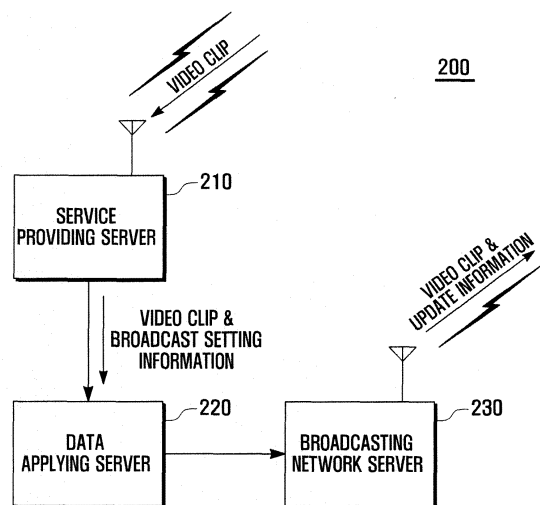 VIDEO CLIP
200
210
SERVICE
PROVIDING SERVER
VIDEO CLIP &
UPDATE INFORMATION
VIDEO CLIP &
BROADCAST SETTING
INFORMATION
220
DATA
APPLYING SERVER
230
BROADCASTING
NETWORK SERVER